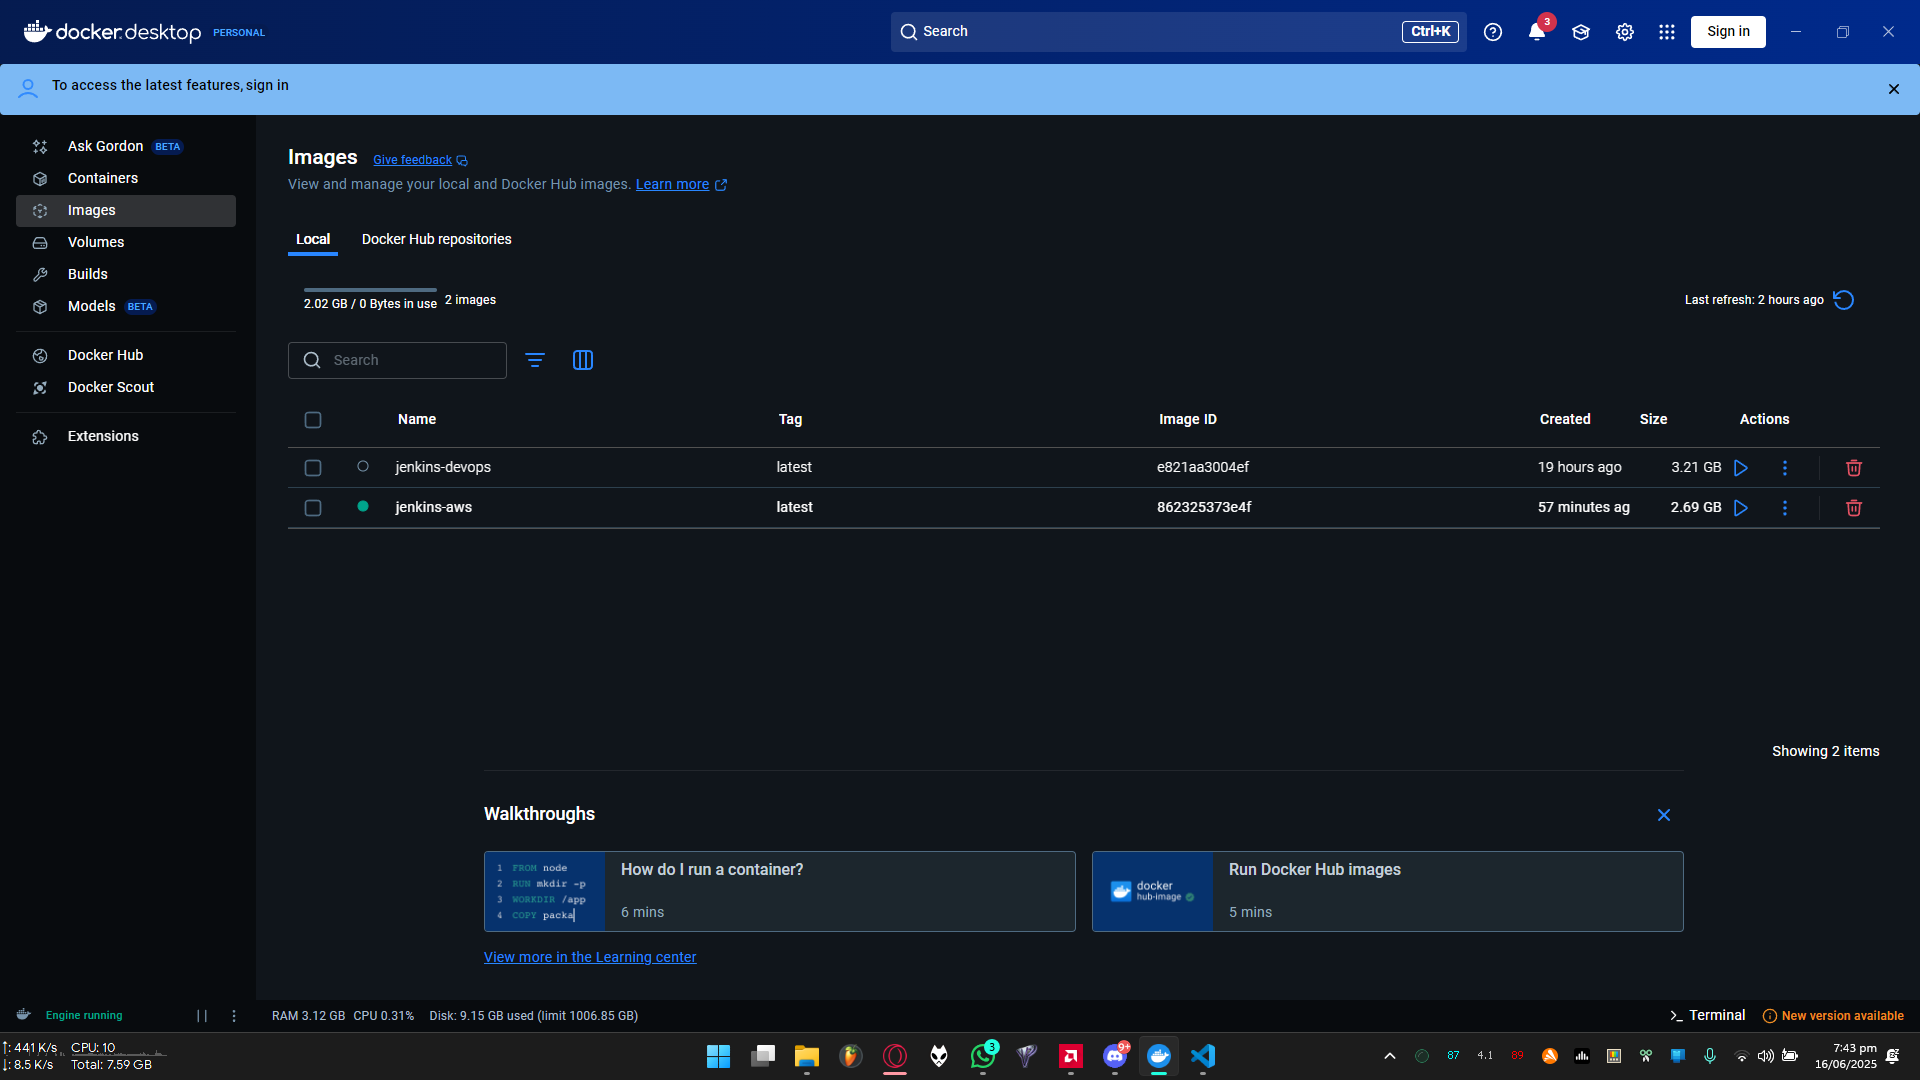 docker.desktop PERSONAL
Search
Ctrl+K
3
Sign in
To access the latest features, sign in
Ask Gordon BETA
Containers
Images
Volumes
Builds
Models BETA
Docker Hub
Docker Scout
Extensions
Images Give feedback
View and manage your local and Docker Hub images. Learn more
Local Docker Hub repositories
2.02 GB / 0 Bytes in use 2 images
Last refresh: 2 hours ago
Search
Name Tag Image ID Created Size Actions
jenkins-devops latest e821aa3004ef 19 hours ago 3.21 GB
jenkins-aws latest 862325373e4f 57 minutes ag 2.69 GB
Showing 2 items
Walkthroughs
1 FROM node
2 RUN mkdir -p
3 WORKDIR /app
4 COPY packa
How do I run a container?
6 mins
docker
hub-image
Run Docker Hub images
5 mins
View more in the Learning center
Engine running
RAM 3.12 GB CPU 0.31% Disk: 9.15 GB used (limit 1006.85 GB)
Terminal
New version available
: 441 K/s CPU: 10
: 8.5 K/s Total: 7.59 GB
3
9+
87 4.1 89
7:43 pm
16/06/2025